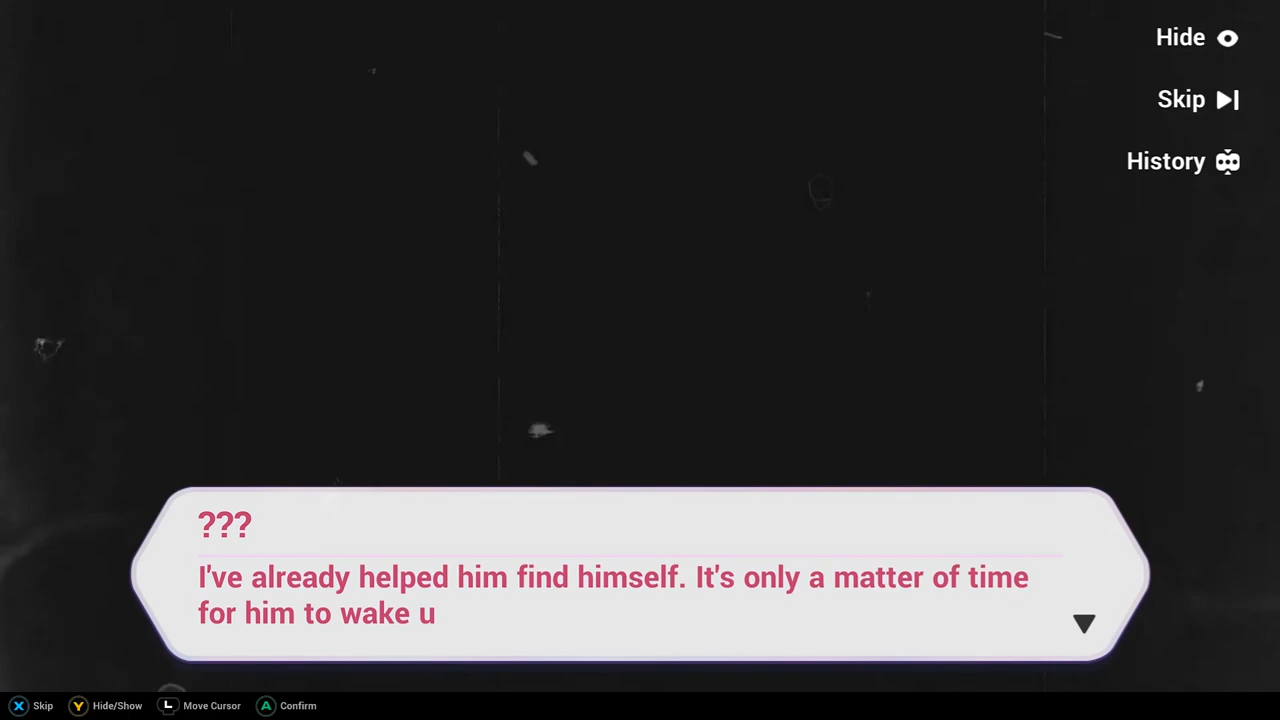 Hide
Skip
History
???
I've already helped him find himself. It's only a matter of time
for him to wake u
X Skip Y Hide/Show L Move Cursor A Confirm